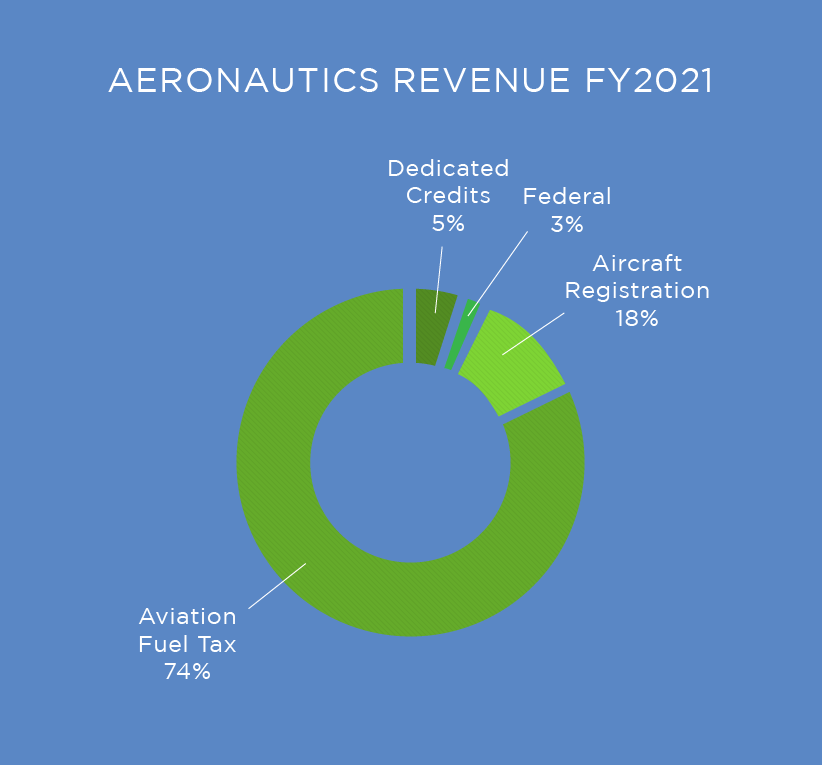 AERONAUTICS REVENUE FY2021
Dedicated
Credits
5%
Federal
3%
Aircraft
Registration
18%
Aviation
Fuel Tax
74%